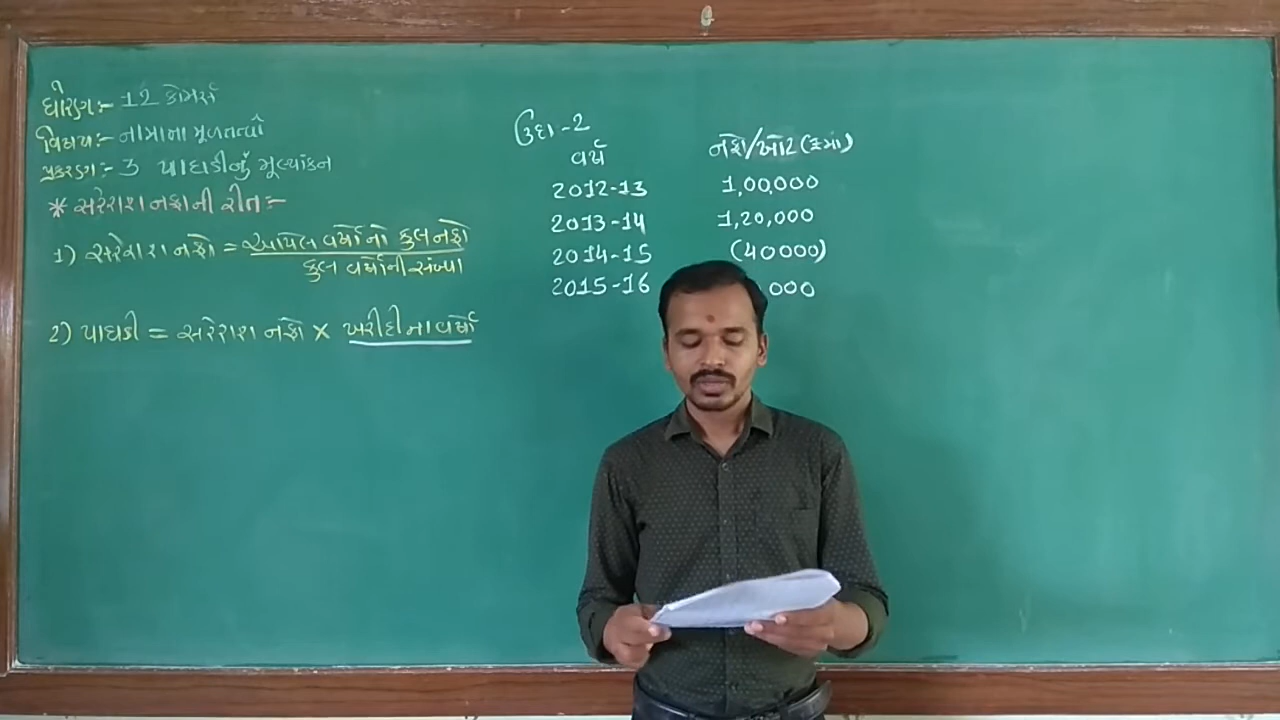 ધોરણ:- 12 કોમર્સ
વિષય:- નામાના મૂળતત્વો
પ્રકરણ:- 3 પાઘડીનું મૂલ્યાંકન
* સરેરાશ નફાની રીત:-
1) સરેરાશ નફો = આપેલ વર્ષોનો કુલ નફો
કુલ વર્ષોની સંખ્યા
2) પાઘડી = સરેરાશ નફો × ખરીદીના વર્ષો
ઉદા-2
વર્ષ નફો/ખોટ (રૂ.માં)
2012-13 1,00,000
2013-14 1,20,000
2014-15 (40000)
2015-16 000